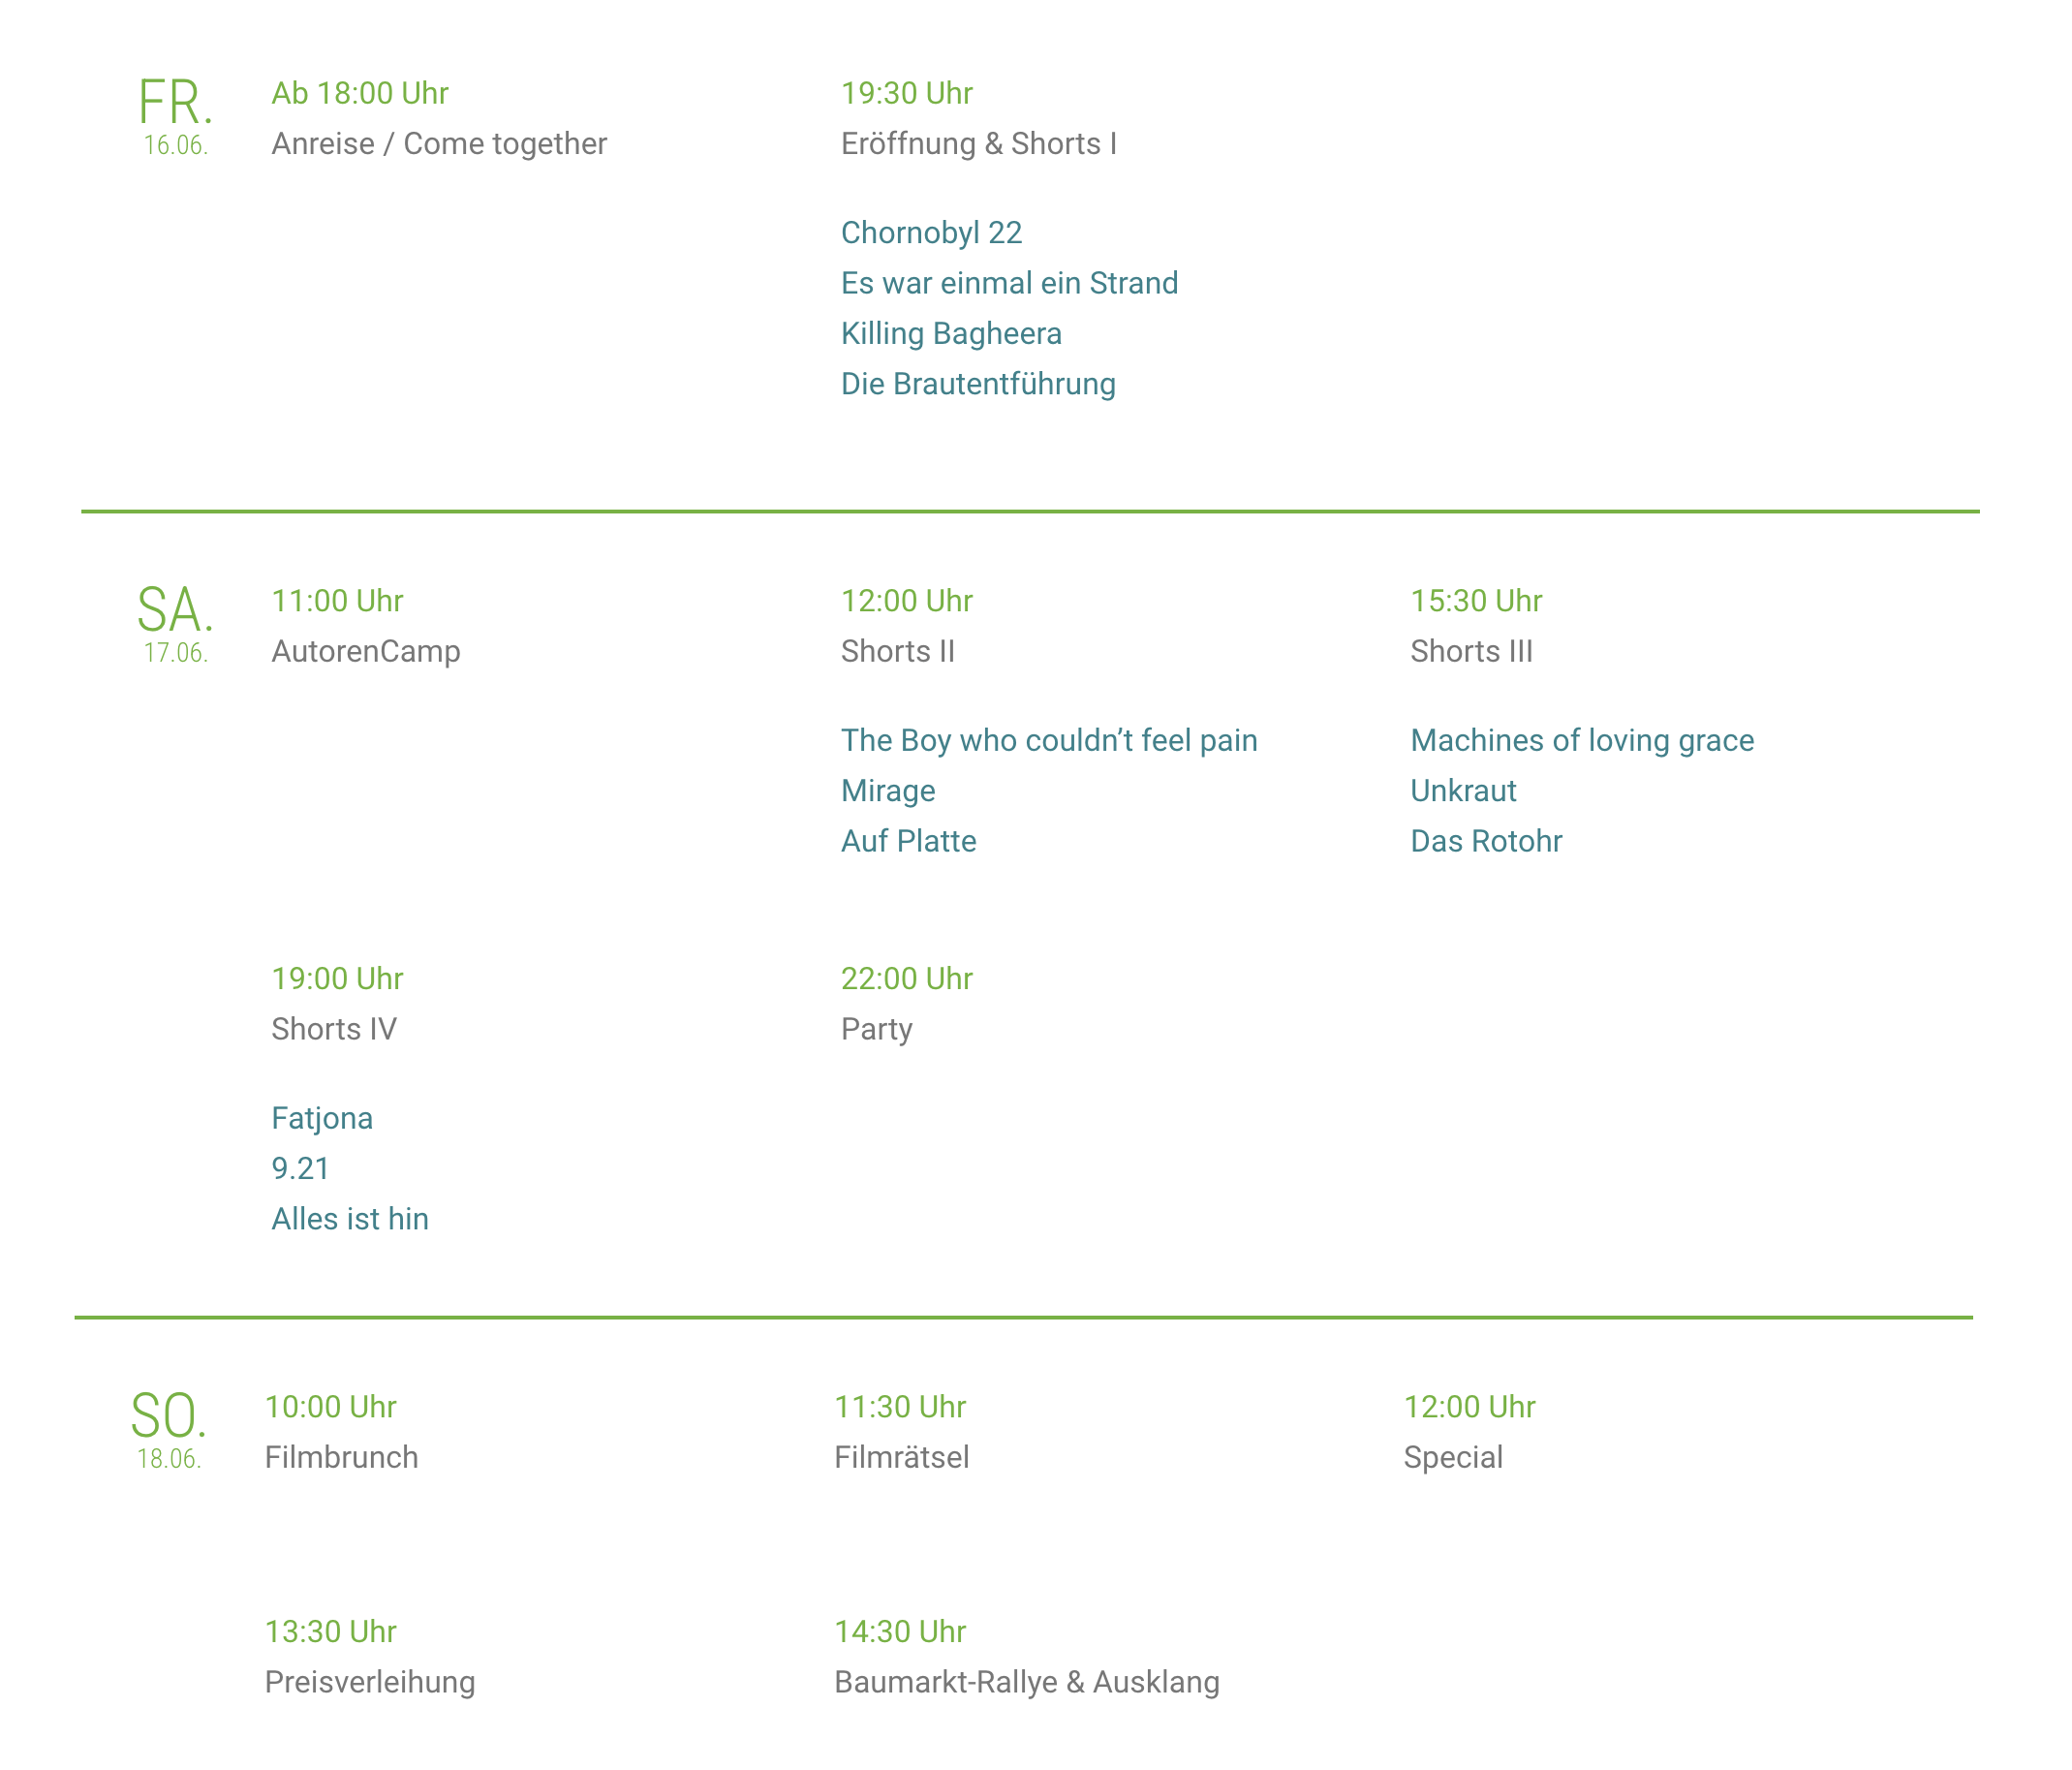 FR.
16.06.
Ab 18:00 Uhr
Anreise / Come together
19:30 Uhr
Eröffnung & Shorts I
Chornobyl 22
Es war einmal ein Strand
Killing Bagheera
Die Brautentführung
SA.
17.06.
11:00 Uhr
AutorenCamp
12:00 Uhr
Shorts II
The Boy who couldn’t feel pain
Mirage
Auf Platte
15:30 Uhr
Shorts III
Machines of loving grace
Unkraut
Das Rotohr
19:00 Uhr
Shorts IV
Fatjona
9.21
Alles ist hin
22:00 Uhr
Party
SO.
18.06.
10:00 Uhr
Filmbrunch
11:30 Uhr
Filmrätsel
12:00 Uhr
Special
13:30 Uhr
Preisverleihung
14:30 Uhr
Baumarkt-Rallye & Ausklang